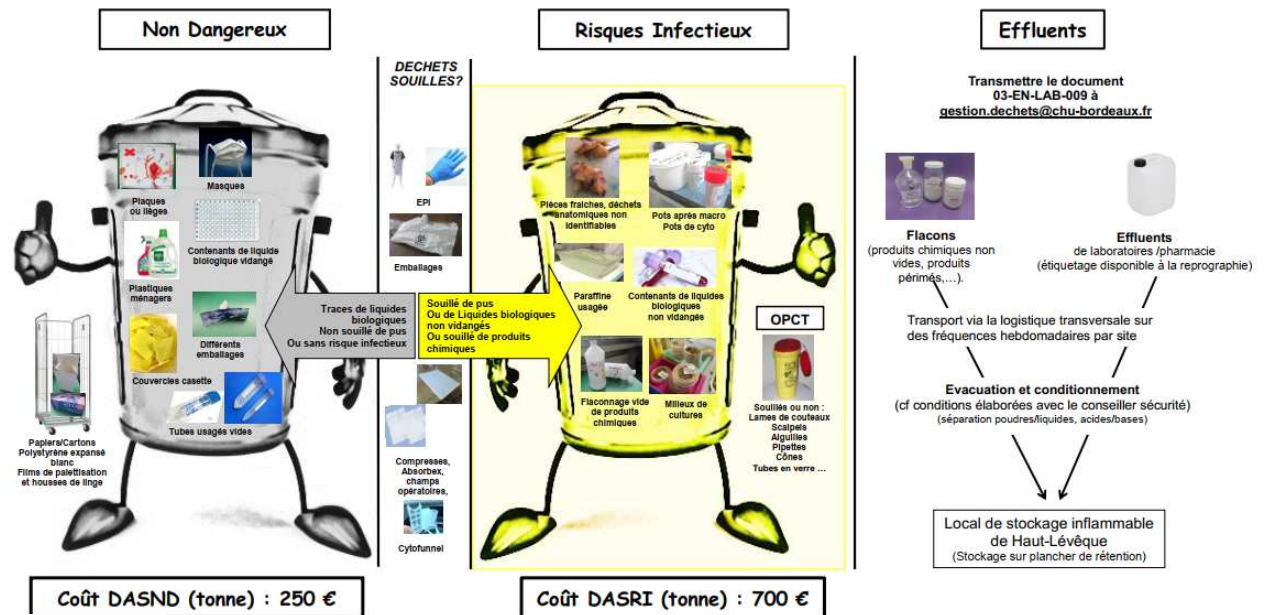 Non Dangereux
Risques Infectieux
Effluents
DECHETS
SOUILLES?
Transmettre le document
03-EN-LAB-009 à
gestion.dechets@chu-bordeaux.fr
Plaques
ou lièges
Masques
Plastiques
ménagers
Contenants de liquide
biologique vidangé
Couvercles casette
Différents
emballages
Tubes usagés vides
Papiers/Cartons
Polystyrène expansé
blanc
Films de palettisation
et housses de linge
EPI
Emballages
Traces de liquides
biologiques
Non souillé de pus
Ou sans risque infectieux
Souillé de pus
Ou de Liquides biologiques
non vidangés
Ou souillé de produits
chimiques
Compresses,
Absorbex,
champs
opératoires,
Cytofunnel
Pièces fraiches, déchets
anatomiques non
identifiables
Pots après macro
Pots de cyto
Paraffine
usagée
Contenants de liquides
biologiques
non vidangés
Flaconnage vide
de produits
chimiques
Milieux de
cultures
OPCT
Souillés ou non :
Lames de couteaux
Scalpels
Aiguilles
Pipettes
Cônes
Tubes en verre ...
Flacons
(produits chimiques non
vides, produits
périmés,...).
Effluents
de laboratoires /pharmacie
(étiquetage disponible à la reprographie)
Transport via la logistique transversale sur
des fréquences hebdomadaires par site
Evacuation et conditionnement
(cf conditions élaborées avec le conseiller sécurité)
(séparation poudres/liquides, acides/bases)
Local de stockage inflammable
de Haut-Lévêque
(Stockage sur plancher de rétention)
Coût DASND (tonne) : 250 €
Coût DASRI (tonne) : 700 €